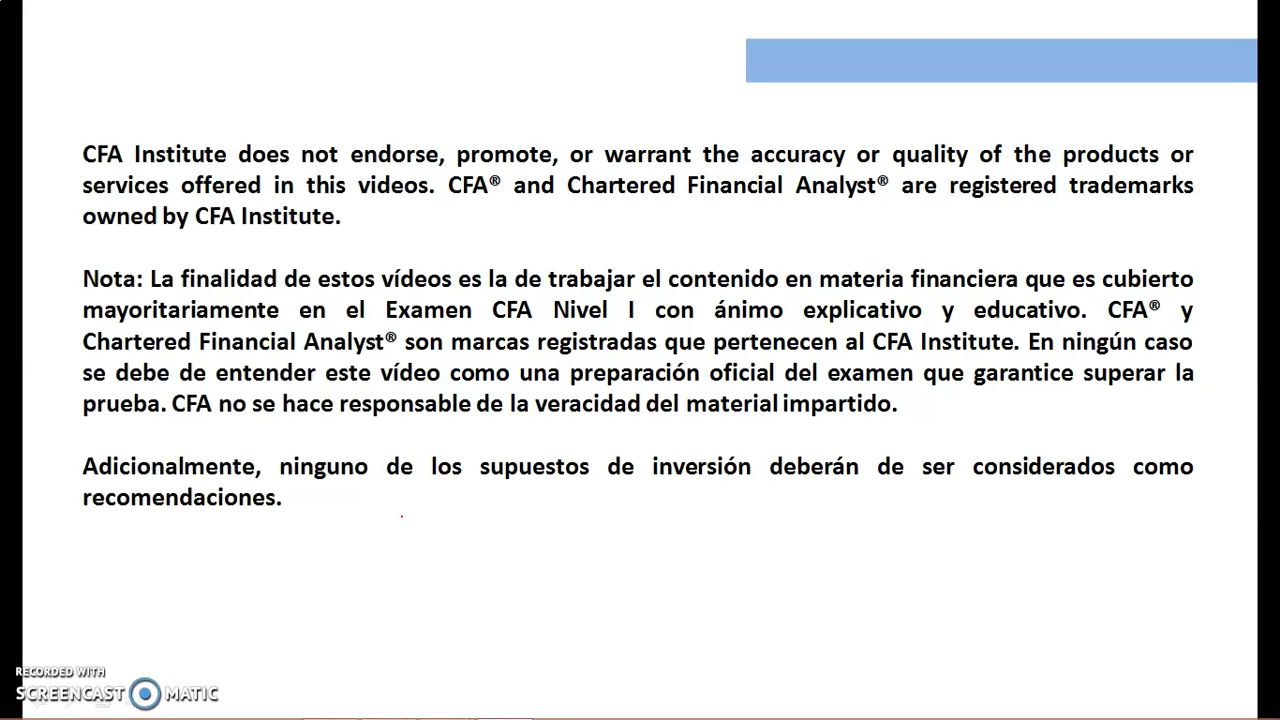 CFA Institute does not endorse, promote, or warrant the accuracy or quality of the products or
services offered in this videos. CFA® and Chartered Financial Analyst® are registered trademarks
owned by CFA Institute.
Nota: La finalidad de estos vídeos es la de trabajar el contenido en materia financiera que es cubierto
mayoritariamente en el Examen CFA Nivel I con ánimo explicativo y educativo. CFA® y
Chartered Financial Analyst® son marcas registradas que pertenecen al CFA Institute. En ningún caso
se debe de entender este vídeo como una preparación oficial del examen que garantice superar la
prueba. CFA no se hace responsable de la veracidad del material impartido.
Adicionalmente, ninguno de los supuestos de inversión deberán de ser considerados como
recomendaciones.
RECORDED WITH
SCREENCAST MATIC